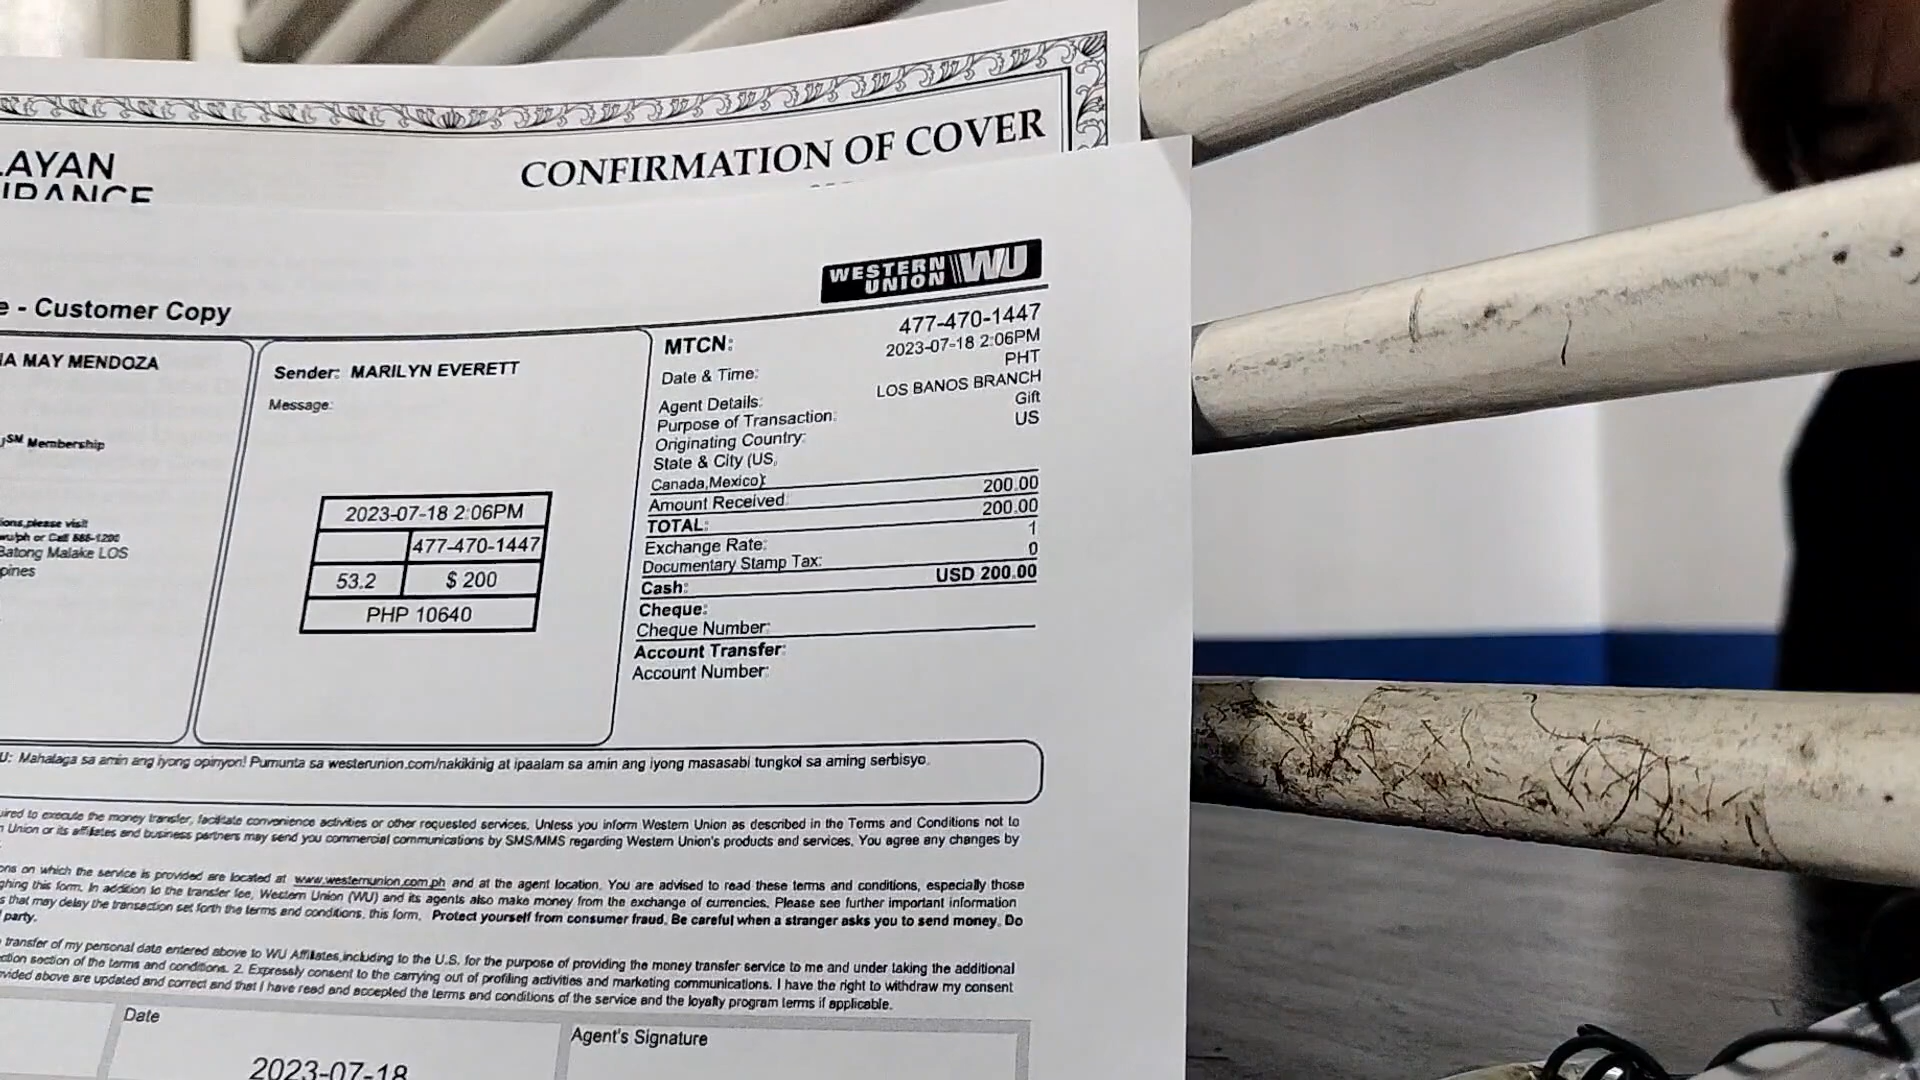 LAYAN
CONFIRMATION OF COVER
WESTERN UNION WU
- Customer Copy
MAY MENDOZA
SM Membership
please visit
or Call 888-1200
Batong Malake LOS
Sender: MARILYN EVERETT
Message:
2023-07-18 2:06PM
477-470-1447
53.2 $ 200
PHP 10640
MTCN: 477-470-1447
Date & Time: 2023-07-18 2:06PM PHT
Agent Details: LOS BANOS BRANCH
Purpose of Transaction: Gift
Originating Country: US
State & City (US,
Canada,Mexico):
Amount Received: 200.00
TOTAL: 200.00
Exchange Rate: 1
Documentary Stamp Tax: 0
Cash: USD 200.00
Cheque:
Cheque Number:
Account Transfer:
Account Number:
U: Mahalaga sa amin ang iyong opinyon! Pumunta sa westerunion.com/nakikinig at ipaalam sa amin ang iyong masasabi tungkol sa aming serbisyo.
to execute the money transfer, facilitate convenience activities or other requested services. Unless you inform Western Union as described in the Terms and Conditions not to
Union or its affiliates and business partners may send you commercial communications by SMS/MMS regarding Western Union's products and services. You agree any changes by
on which the service is provided are located at www.westernunion.com.ph and at the agent location. You are advised to read these terms and conditions, especially those
this form. In addition to the transfer fee, Western Union (WU) and its agents also make money from the exchange of currencies. Please see further important information
that may delay the transaction set forth the terms and conditions, this form. Protect yourself from consumer fraud. Be careful when a stranger asks you to send money. Do
party.
transfer of my personal data entered above to WU Affiliates,including to the U.S. for the purpose of providing the money transfer service to me and under taking the additional
section of the terms and conditions. 2. Expressly consent to the carrying out of profiling activities and marketing communications. I have the right to withdraw my consent
above are updated and correct and that I have read and accepted the terms and conditions of the service and the loyalty program terms if applicable.
Date
2023-07-18
Agent's Signature